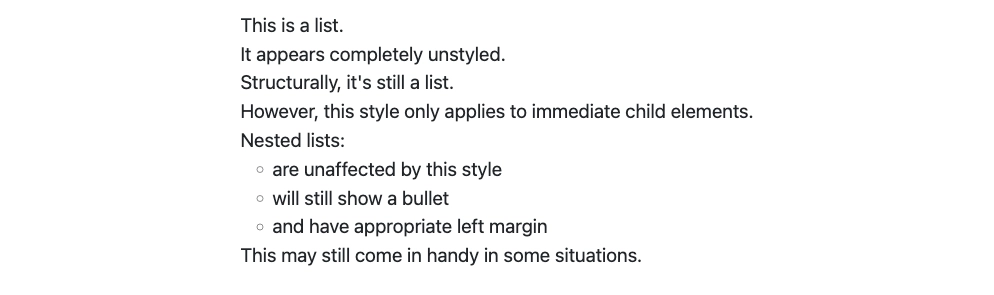 This is a list.
It appears completely unstyled.
Structurally, it's still a list.
However, this style only applies to immediate child elements.
Nested lists:
◦ are unaffected by this style
◦ will still show a bullet
◦ and have appropriate left margin
This may still come in handy in some situations.